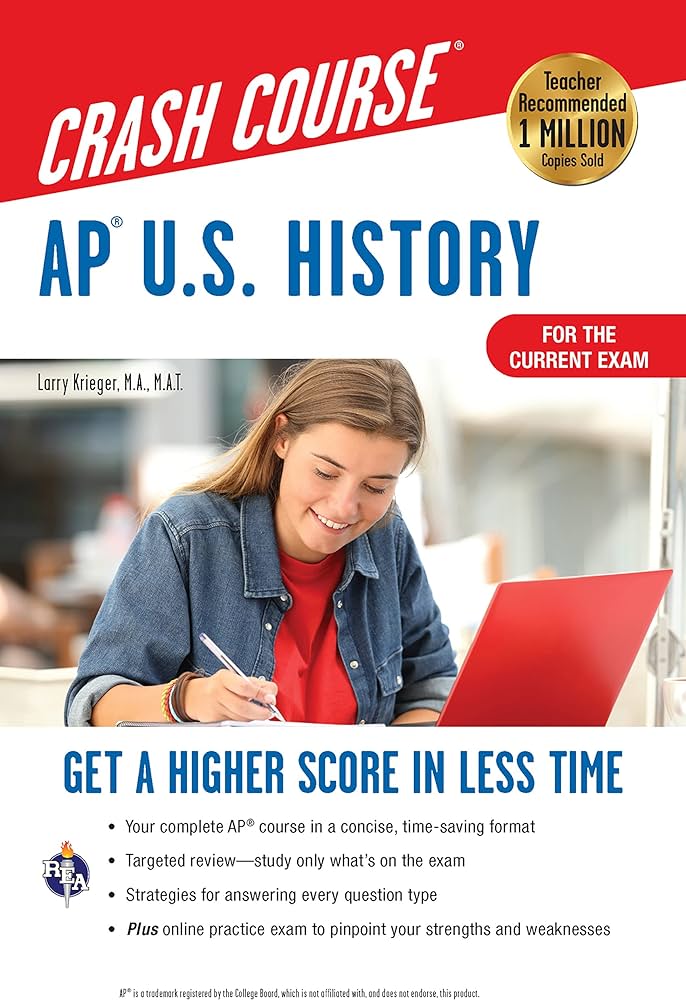 CRASH COURSE®
Teacher
Recommended
1 MILLION
Copies Sold
AP® U.S. HISTORY
FOR THE
CURRENT EXAM
Larry Krieger, M.A., M.A.T.
GET A HIGHER SCORE IN LESS TIME
• Your complete AP® course in a concise, time-saving format
• Targeted review—study only what's on the exam
• Strategies for answering every question type
• Plus online practice exam to pinpoint your strengths and weaknesses
REA
AP® is a trademark registered by the College Board, which is not affiliated with, and does not endorse, this product.